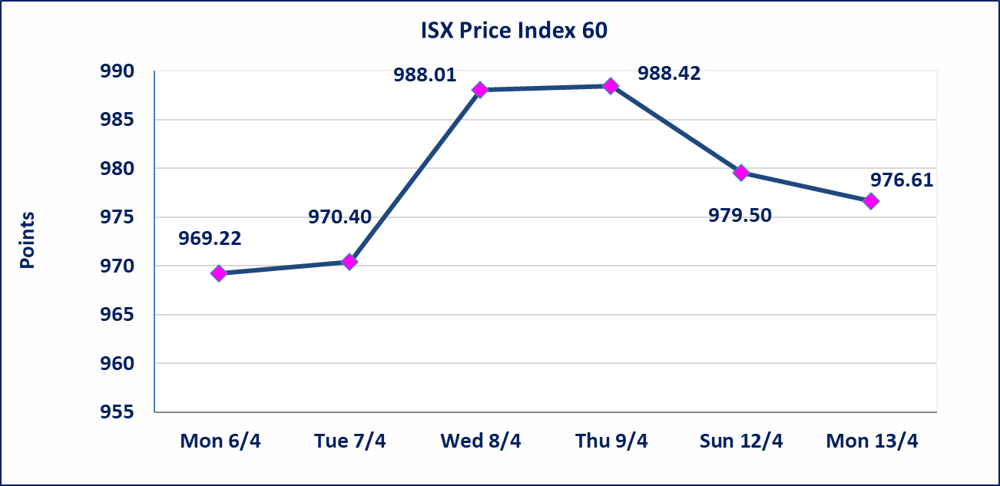 ISX Price Index 60
Points
990
985
980
975
970
965
960
955
969.22
970.40
988.01
988.42
979.50
976.61
Mon 6/4
Tue 7/4
Wed 8/4
Thu 9/4
Sun 12/4
Mon 13/4